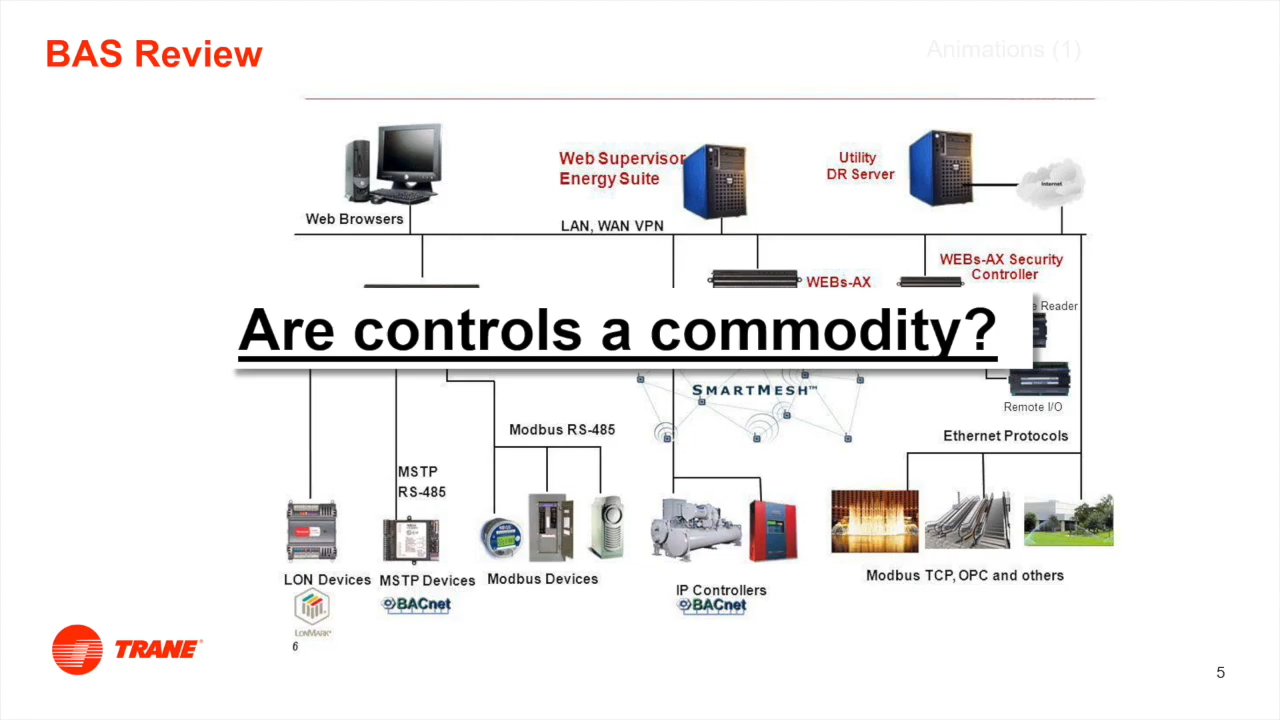 BAS Review
Animations (1)
Web Supervisor
Energy Suite
Utility
DR Server
Internet
Web Browsers
LAN, WAN VPN
WEBs-AX
WEBs-AX Security
Controller
Reader
Are controls a commodity?
SMARTMESH™
Remote I/O
Modbus RS-485
Ethernet Protocols
MSTP
RS-485
LON Devices
MSTP Devices
Modbus Devices
IP Controllers
Modbus TCP, OPC and others
BACnet
BACnet
LONMARK®
6
TRANE®
5